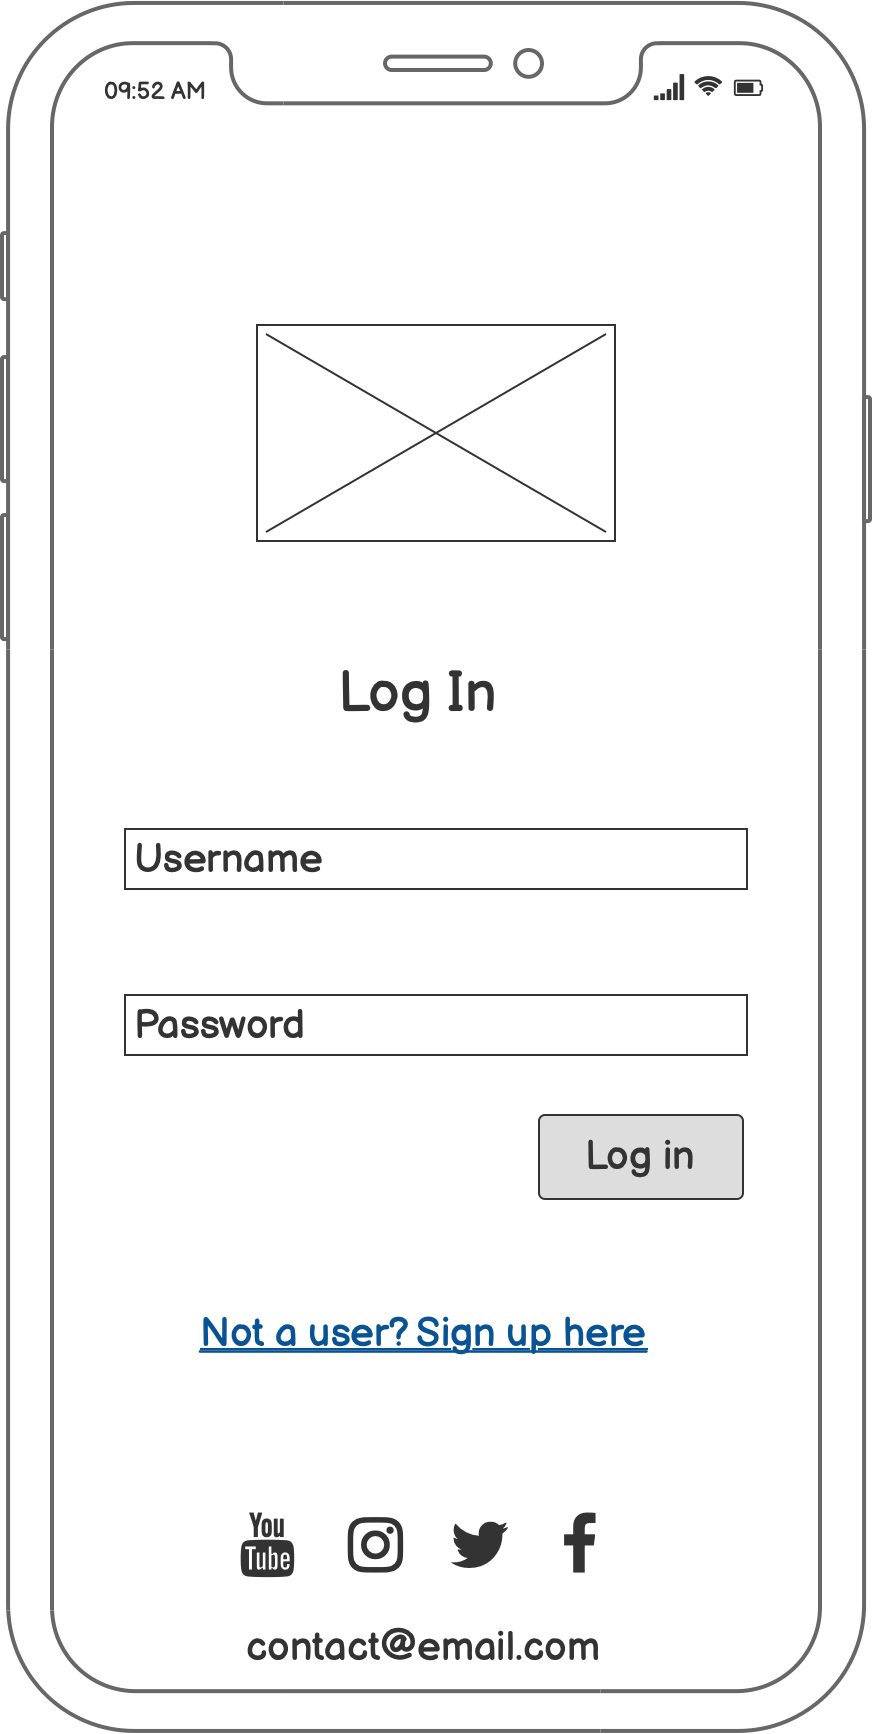 09:52 AM
Log In
Username
Password
Log in
Not a user? Sign up here
You
Tube
contact@email.com